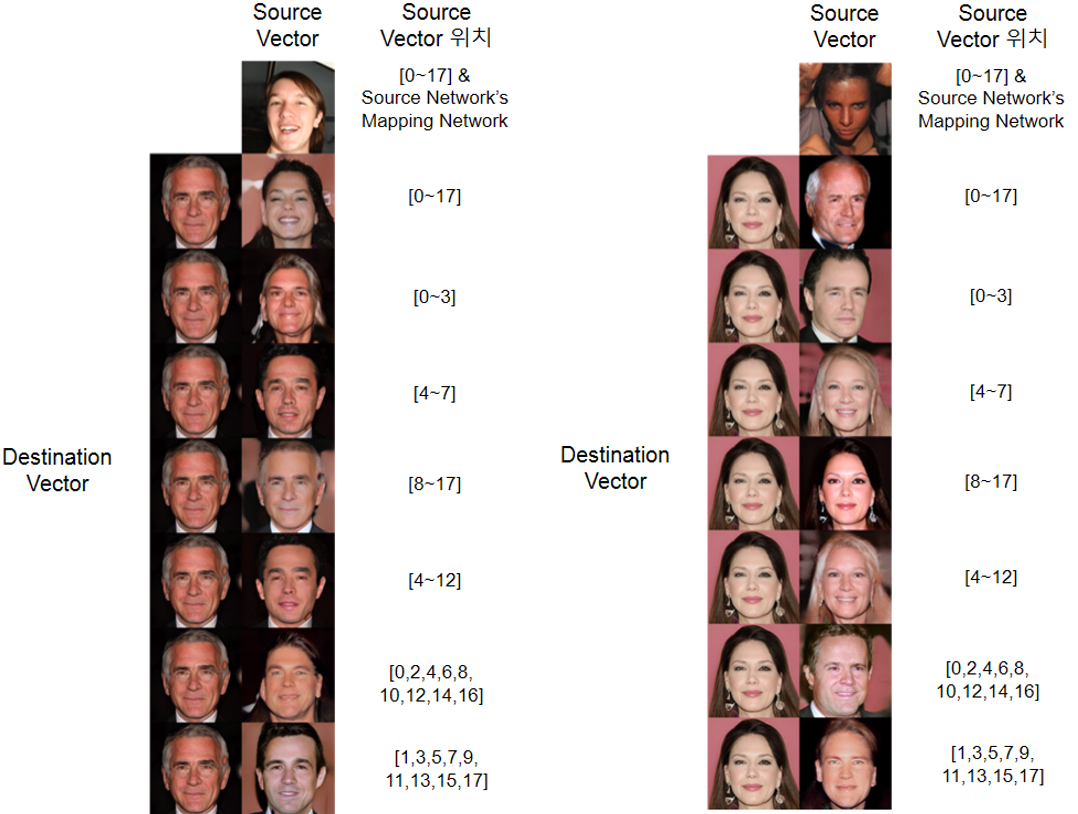 Source
Vector
Source
Vector 위치
[0~17] &
Source Network's
Mapping Network
[0~17]
[0~3]
[4~7]
Destination
Vector
[8~17]
[4~12]
[0,2,4,6,8,
10,12,14,16]
[1,3,5,7,9,
11,13,15,17]
Source
Vector
Source
Vector 위치
[0~17] &
Source Network's
Mapping Network
[0~17]
[0~3]
[4~7]
Destination
Vector
[8~17]
[4~12]
[0,2,4,6,8,
10,12,14,16]
[1,3,5,7,9,
11,13,15,17]